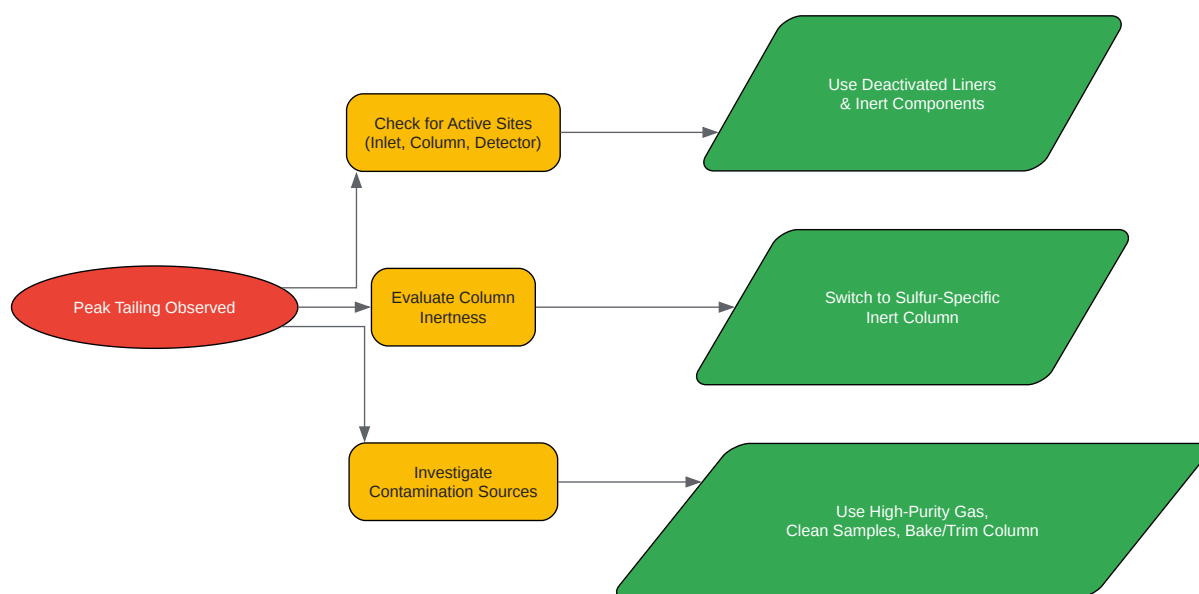 Use Deactivated Liners
& Inert Components
Check for Active Sites
(Inlet, Column, Detector)
Peak Tailing Observed
Evaluate Column
Inertness
Switch to Sulfur-Specific
Inert Column
Investigate
Contamination Sources
Use High-Purity Gas,
Clean Samples, Bake/Trim Column